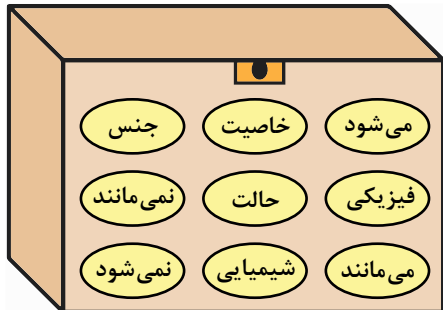 می‌شود خاصیت جنس
فیزیکی حالت نمی‌مانند
می‌مانند شیمیایی نمی‌شود